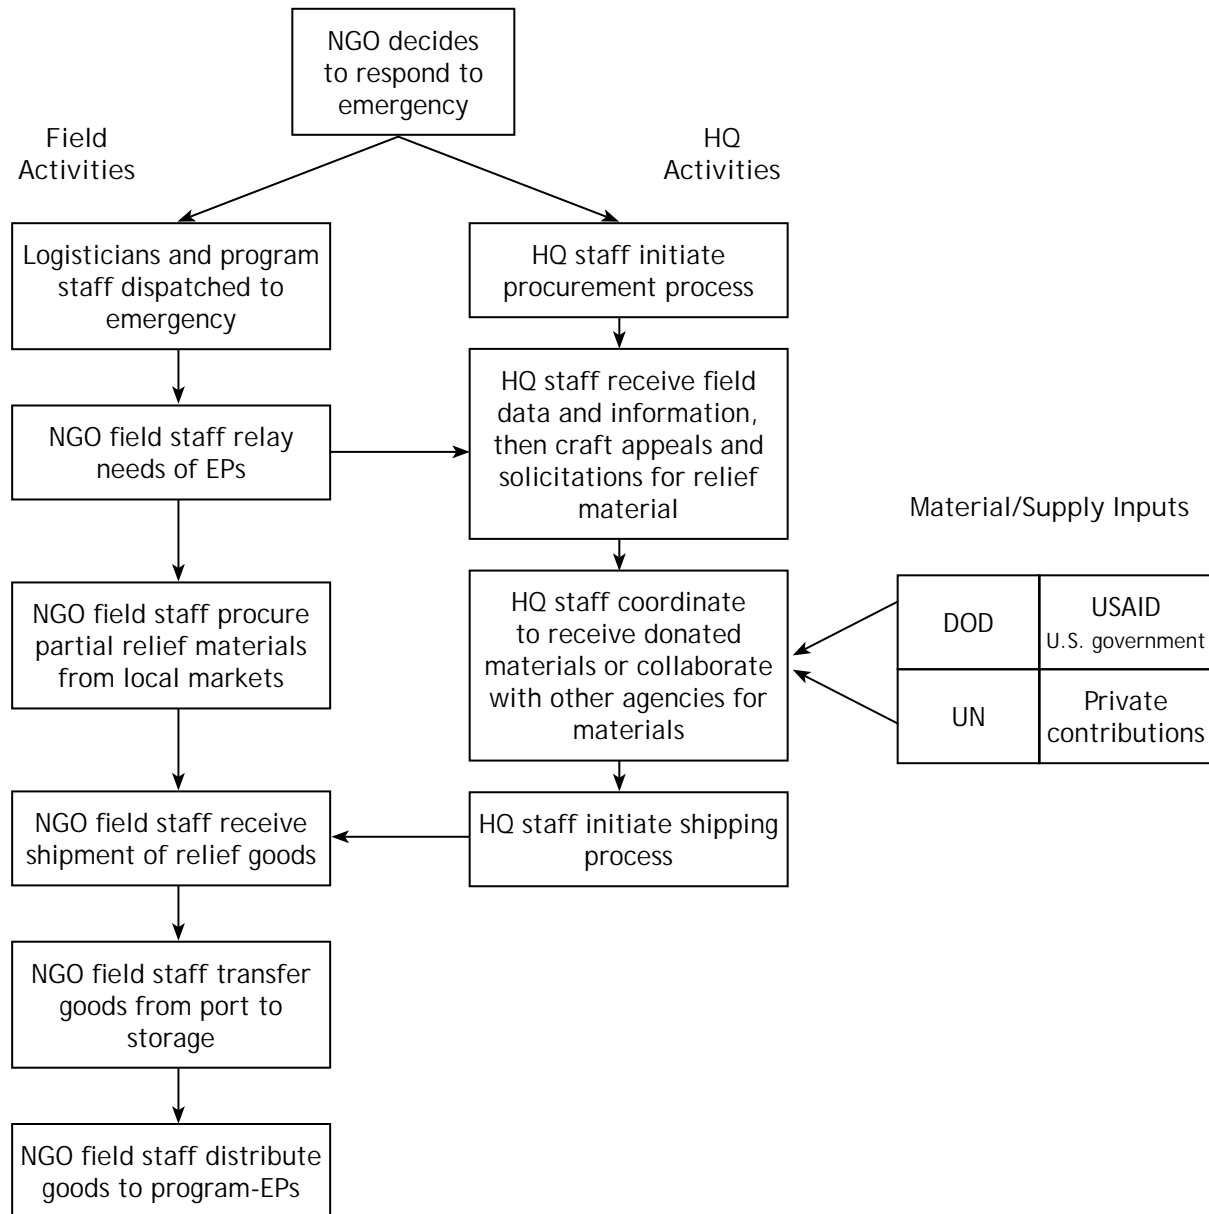 NGO decides
to respond to
emergency
Field
Activities
HQ
Activities
Logisticians and program
staff dispatched to
emergency
HQ staff initiate
procurement process
NGO field staff relay
needs of EPs
HQ staff receive field
data and information,
then craft appeals and
solicitations for relief
material
Material/Supply Inputs
NGO field staff procure
partial relief materials
from local markets
HQ staff coordinate
to receive donated
materials or collaborate
with other agencies for
materials
DOD
USAID
U.S. government
UN
Private
contributions
NGO field staff receive
shipment of relief goods
HQ staff initiate shipping
process
NGO field staff transfer
goods from port to
storage
NGO field staff distribute
goods to program-EPs